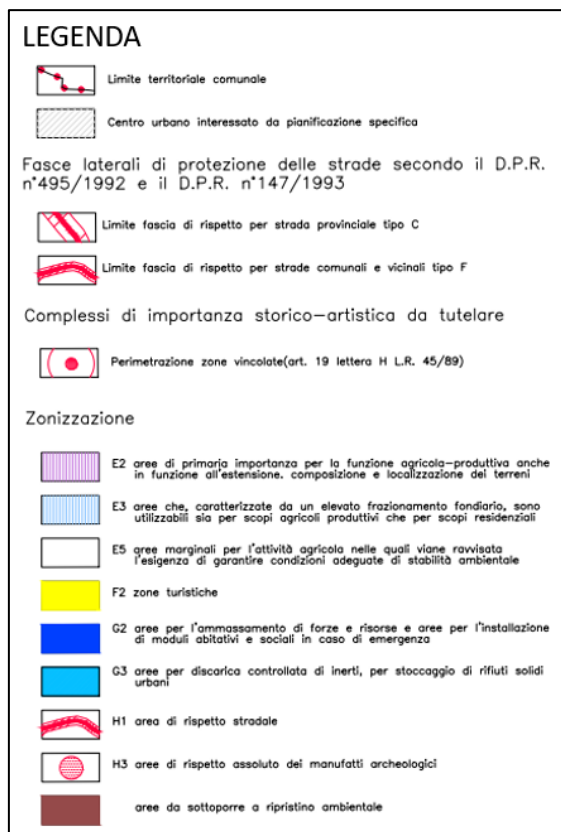 LEGENDA
Limite territoriale comunale
Centro urbano interessato da pianificazione specifica
Fasce laterali di protezione delle strade secondo il D.P.R.
n°495/1992 e il D.P.R. n°147/1993
Limite fascia di rispetto per strada provinciale tipo C
Limite fascia di rispetto per strade comunali e vicinali tipo F
Complessi di importanza storico-artistica da tutelare
Perimetrazione zone vincolate(art. 19 lettera H L.R. 45/89)
Zonizzazione
E2 aree di primaria importanza per la funzione agricola-produttiva anche
in funzione all'estensione. composizione e localizzazione dei terreni
E3 aree che, caratterizzate da un elevato frazionamento fondiario, sono
utilizzabili sia per scopi agricoli produttivi che per scopi residenziali
E5 aree marginali per l'attività agricola nelle quali viane ravvisata
l'esigenza di garantire condizioni adeguate di stabilità ambientale
F2 zone turistiche
G2 aree per l'ammassamento di forze e risorse e aree per l'installazione
di moduli abitativi e sociali in caso di emergenza
G3 aree per discarica controllata di inerti, per stoccaggio di rifiuti solidi
urbani
H1 area di rispetto stradale
H3 aree di rispetto assoluto dei manufatti archeologici
aree da sottoporre a ripristino ambientale